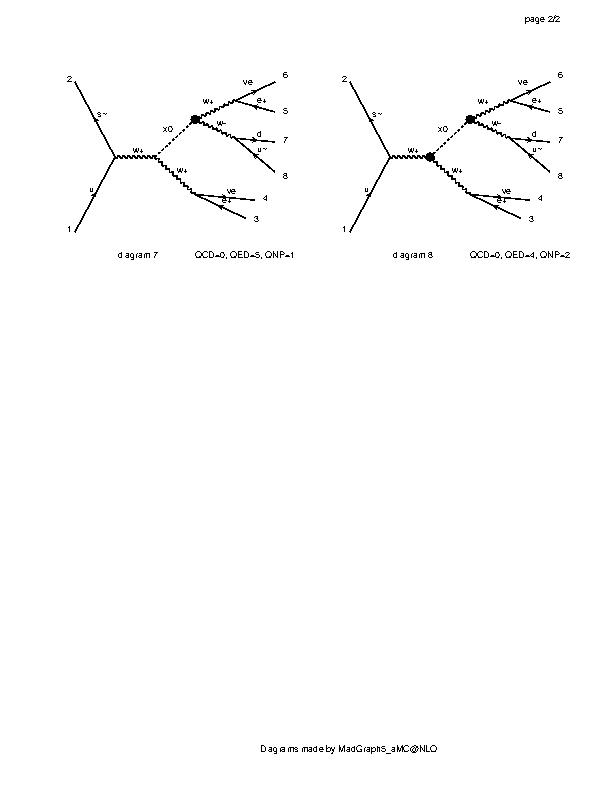 page 2/2
2
s~
u
1
w+
x0
w+
w+
ve
6
e+
5
w-
d
7
u~
8
ve
4
e+
3
diagram 7 QCD=0, QED=5, QNP=1
2
s~
u
1
w+
x0
w+
w+
ve
6
e+
5
w-
d
7
u~
8
ve
4
e+
3
diagram 8 QCD=0, QED=4, QNP=2
Diagrams made by MadGraph5_aMC@NLO